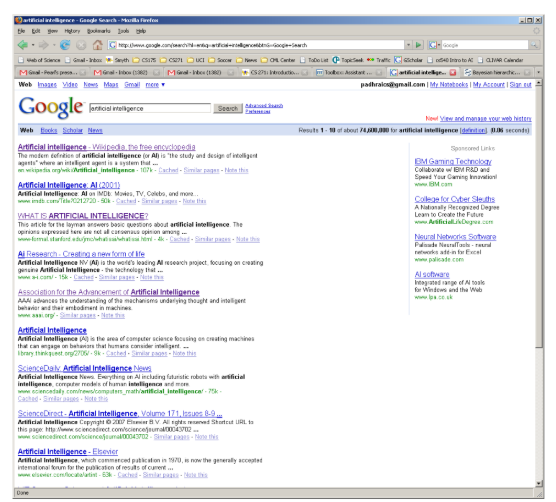 artificial intelligence - Google Search - Mozilla Firefox
File Edit View History Bookmarks Tools Help
http://www.google.com/search?hl=en&q=artificial+intelligence&btnG=Google+Search
Google
Web of Science Gmail - Inbox Smyth CS175 CS271 UCI Soccer News CML Center ToDo List TopicSeek Traffic GScholar cs540 Intro to AI CLIVAR Calendar
Gmail - Inbox (1382) Gmail - Inbox (1383) CS 271: Introductio... Toolbox: Assistant ... artificial intellige... Bayesian hierarchic...
Web Images Video News Maps Gmail more ▼
padhraics@gmail.com | My Notebooks | My Account | Sign out
Google
artificial intelligence
Search
Advanced Search
Preferences
New! View and manage your web history
Web Books Scholar News
Results 1 - 10 of about 74,600,000 for artificial intelligence [definition]. (0.06 seconds)
Artificial intelligence - Wikipedia, the free encyclopedia
The modern definition of artificial intelligence (or AI) is "the study and design of intelligent
agents" where an intelligent agent is a system that ...
en.wikipedia.org/wiki/Artificial_intelligence - 107k - Cached - Similar pages - Note this
Artificial Intelligence: AI (2001)
Artificial Intelligence: AI on IMDb: Movies, TV, Celebs, and more...
www.imdb.com/Title?0212720 - 60k - Cached - Similar pages - Note this
WHAT IS ARTIFICIAL INTELLIGENCE?
This article for the layman answers basic questions about artificial intelligence. The
opinions expressed here are not all consensus opinion among ...
www-formal.stanford.edu/jmc/whatisai/whatisai.html - 4k - Cached - Similar pages - Note this
Ai Research - Creating a new form of life
Artificial Intelligence NV (Ai) is the world's leading AI research project, focusing on creating
genuine Artificial Intelligence - the technology that ...
www.a-i.com/ - 15k - Cached - Similar pages - Note this
Association for the Advancement of Artificial Intelligence
AAAI advances the understanding of the mechanisms underlying thought and intelligent
behavior and their embodiment in machines.
www.aaai.org/ - Similar pages - Note this
Artificial Intelligence
Artificial Intelligence (AI) is the area of computer science focusing on creating machines
that can engage on behaviors that humans consider intelligent. ...
library.thinkquest.org/2705/ - 9k - Cached - Similar pages - Note this
ScienceDaily: Artificial Intelligence News
Artificial Intelligence News. Everything on AI including futuristic robots with artificial
intelligence, computer models of human intelligence and more.
www.sciencedaily.com/news/computers_math/artificial_intelligence/ - 75k -
Cached - Similar pages - Note this
ScienceDirect - Artificial Intelligence, Volume 171, Issues 8-9 ...
Artificial Intelligence Copyright © 2007 Elsevier B.V. All rights reserved Shortcut URL to
this page: http://www.sciencedirect.com/science/journal/00043702 ...
www.sciencedirect.com/science/journal/00043702 - Similar pages - Note this
Artificial Intelligence - Elsevier
Artificial Intelligence, which commenced publication in 1970, is now the generally accepted
international forum for the publication of results of current ...
www.elsevier.com/locate/artint - 63k - Cached - Similar pages - Note this
Sponsored Links
IBM Gaming Technology
Collaborate w/ IBM R&D and
Speed Your Gaming Innovation!
www.IBM.com
College for Cyber Sleuths
A Nationally Recognized Degree
Learn to Create the Future
www.ArtificialLifeDegree.com
Neural Networks Software
Palisade NeuralTools - neural
networks add-in for Excel
www.palisade.com
AI software
Integrated range of AI tools
for Windows and the Web
www.lpa.co.uk
Done